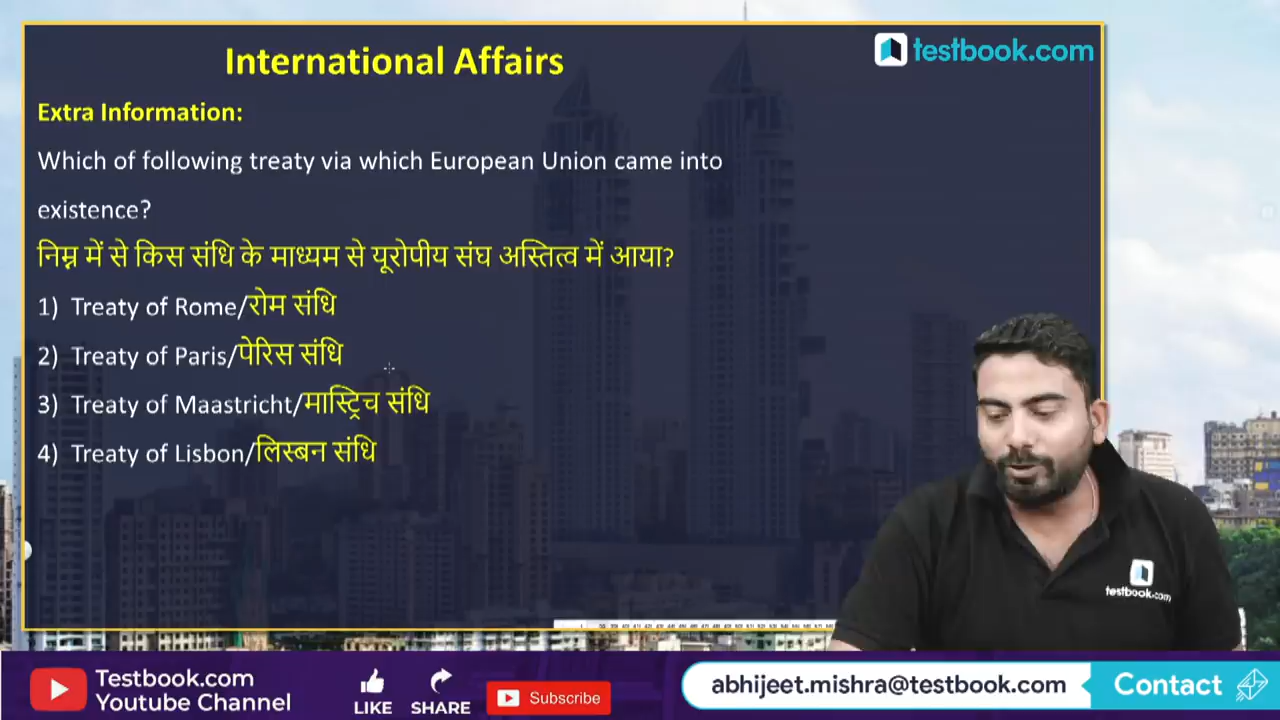 International Affairs
testbook.com
Extra Information:
Which of following treaty via which European Union came into
existence?
निम्न में से किस संधि के माध्यम से यूरोपीय संघ अस्तित्व में आया?
1) Treaty of Rome/रोम संधि
2) Treaty of Paris/पेरिस संधि
3) Treaty of Maastricht/मास्ट्रिच संधि
4) Treaty of Lisbon/लिस्बन संधि
testbook.com
Testbook.com
Youtube Channel
LIKE
SHARE
Subscribe
abhijeet.mishra@testbook.com
Contact